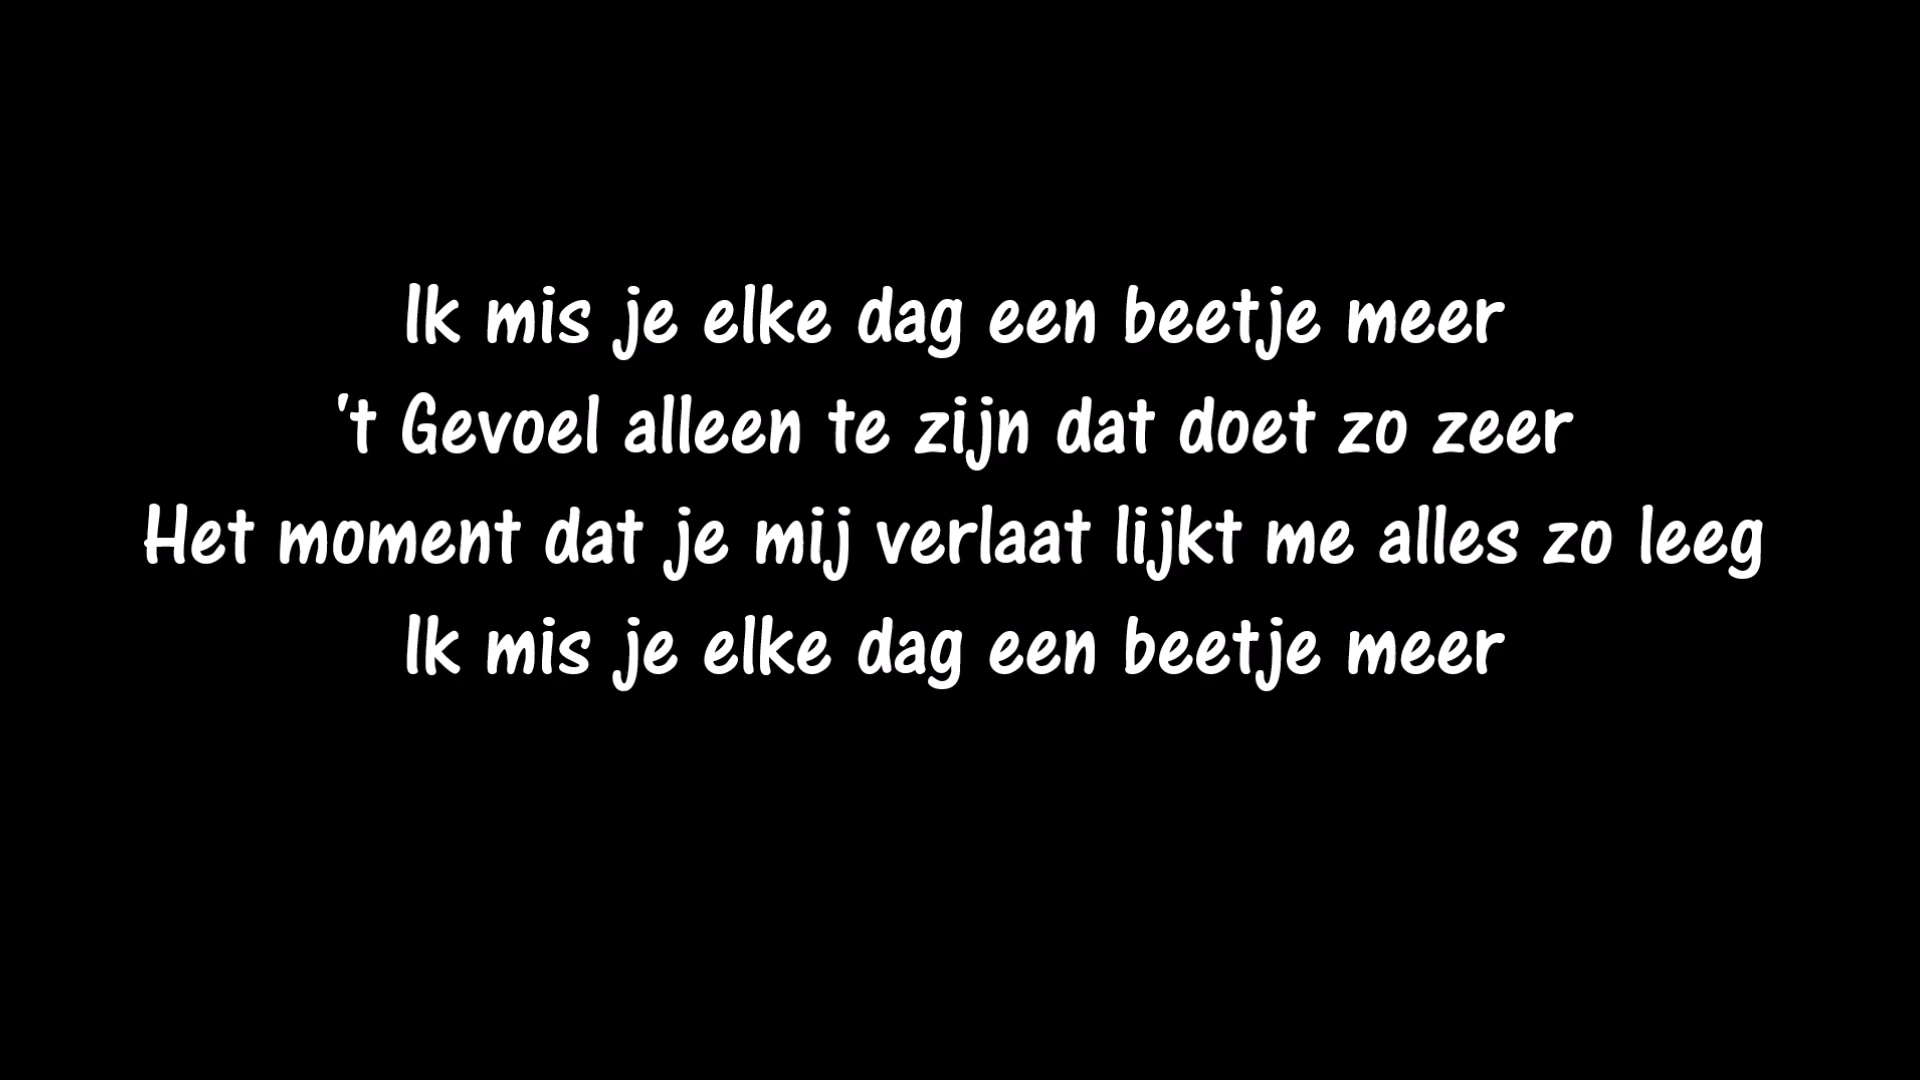 Ik mis je elke dag een beetje meer
't Gevoel alleen te zijn dat doet zo zeer
Het moment dat je mij verlaat lijkt me alles zo leeg
Ik mis je elke dag een beetje meer